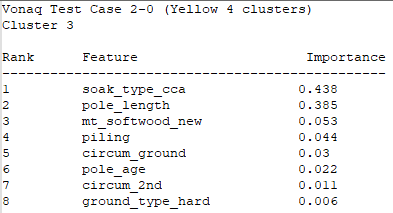 Vonaq Test Case 2-0 (Yellow 4 clusters)
Cluster 3
Rank Feature Importance
--------------------------------------------------
1 soak_type_cca 0.438
2 pole_length 0.385
3 mt_softwood_new 0.053
4 piling 0.044
5 circum_ground 0.03
6 pole_age 0.022
7 circum_2nd 0.011
8 ground_type_hard 0.006